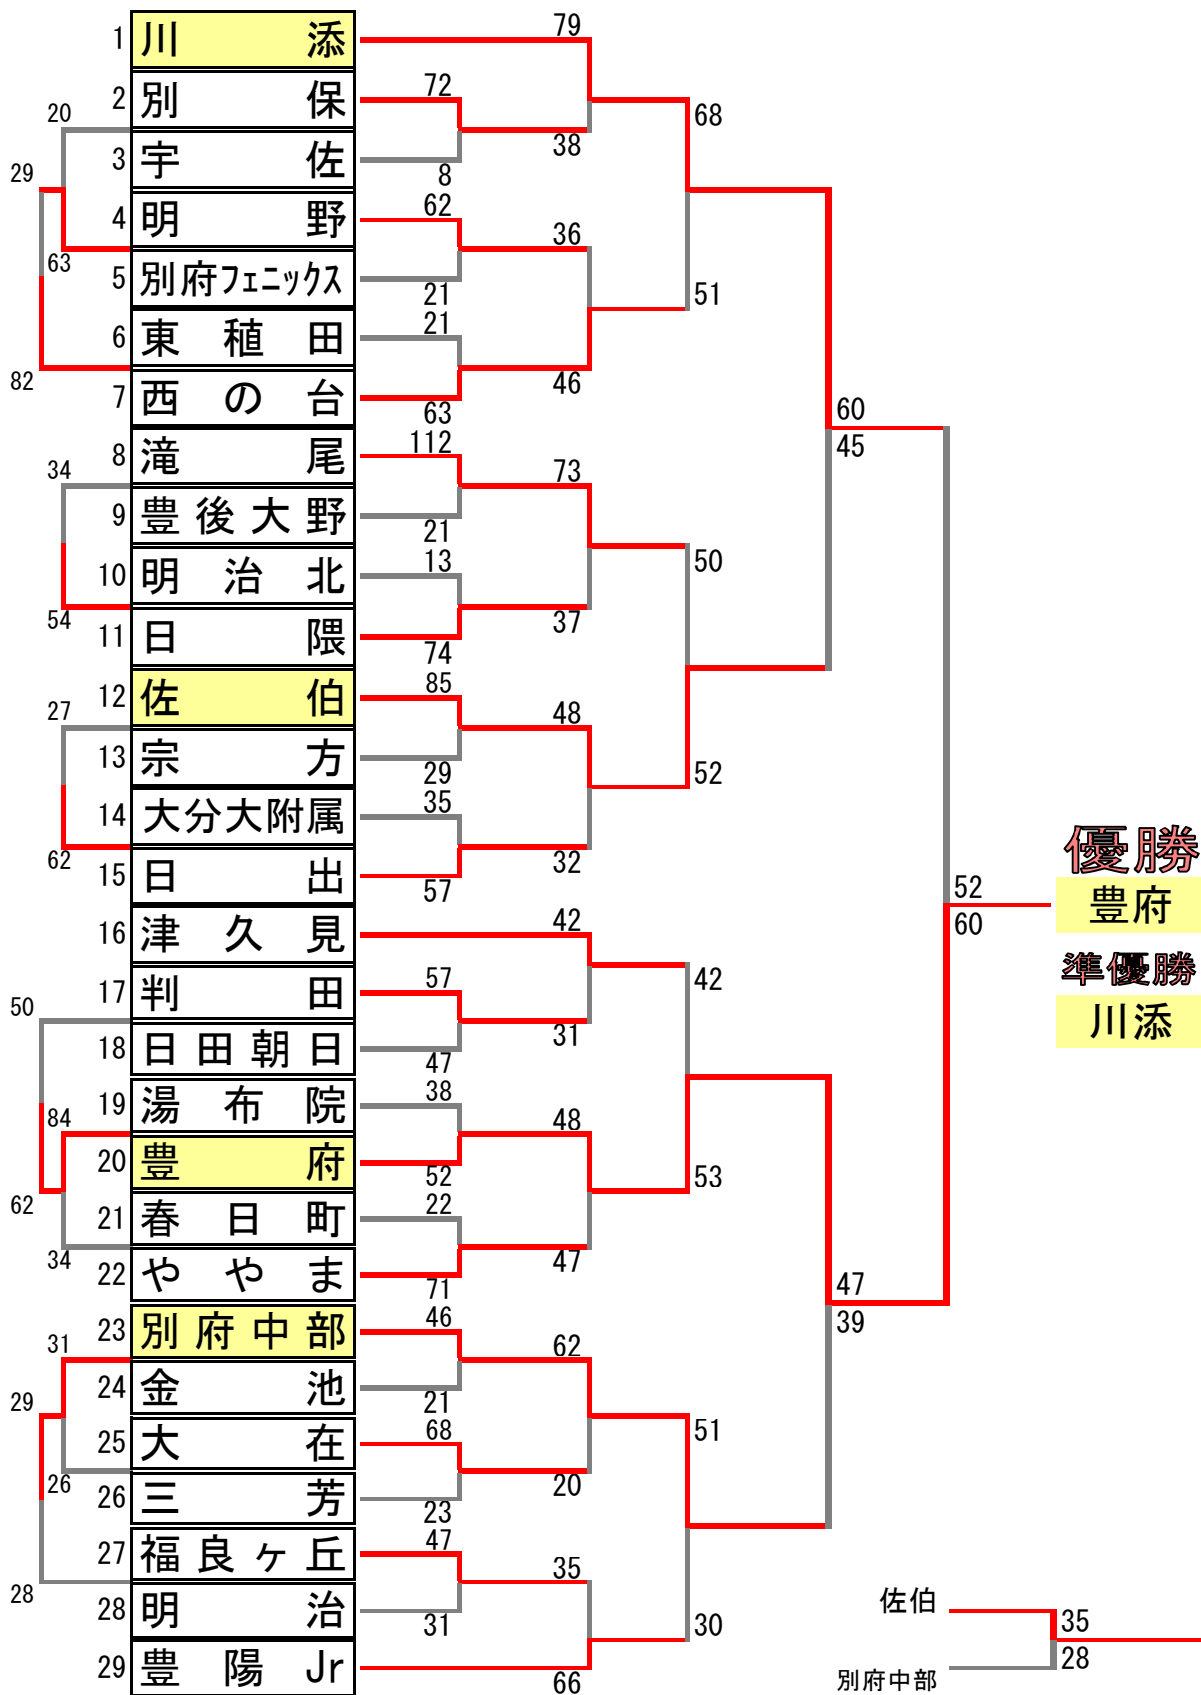 1 川添 79
2 別保 72
20
68
38
3 宇佐 8
29
4 明野 62
36
63
5 別府フェニックス 21
51
6 東稙田 21
82
46
7 西の台 63
60
45
8 滝尾 112
34
73
9 豊後大野 21
10 明治北 13
50
54
37
11 日隈 74
12 佐伯 85
27
48
13 宗方 29
52
14 大分大附属 35
62
32
15 日出 57
優勝
52
豊府
60
16 津久見 42
準優勝
17 判田 57
42
50
川添
31
18 日田朝日 47
19 湯布院 38
84
48
20 豊府 52
53
62
21 春日町 22
34
47
22 ややま 71
47
39
23 別府中部 46
31
62
24 金池 21
29
51
25 大在 68
26
20
26 三芳 23
27 福良ヶ丘 47
35
28
28 明治 31
30
佐伯 35
28
別府中部
29 豊陽Jr 66